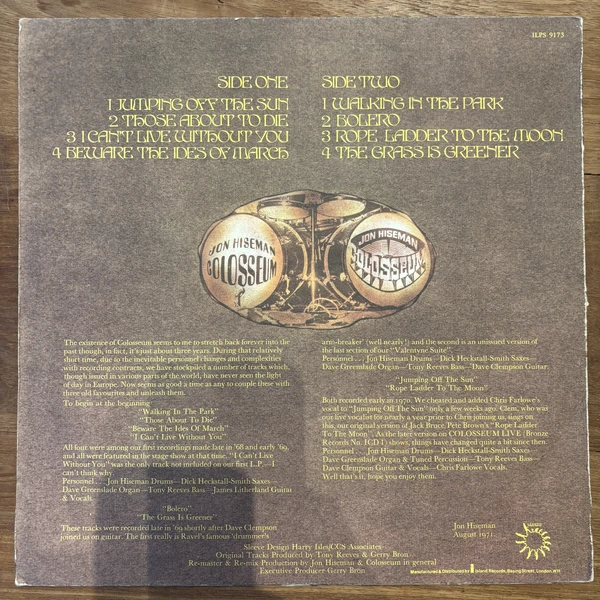 ILPS 9173
SIDE ONE
1 JUMPING OFF THE SUN
2 THOSE ABOUT TO DIE
3 I CAN'T LIVE WITHOUT YOU
4 BEWARE THE IDES OF MARCH
SIDE TWO
1 WALKING IN THE PARK
2 BOLERO
3 ROPE LADDER TO THE MOON
4 THE GRASS IS GREENER
JON HISEMAN
COLOSSEUM
JON HISEMAN
COLOSSEUM
The existence of Colosseum seems to me to stretch back forever into the
past though, in fact, it's just about three years. During that relatively
short time, due to the inevitable personnel changes and complexities
with recording contracts, we have stockpiled a number of tracks which,
though issued in various parts of the world, have never seen the light
of day in Europe. Now seems as good a time as any to couple these with
three old favourites and unleash them.
To begin at the beginning
"Walking In The Park"
"Those About To Die"
"Beware The Ides Of March"
"I Can't Live Without You"
All four were among our first recordings made late in '68 and early '69,
and all were featured in the stage show at that time. "I Can't Live
Without You" was the only track not included on our first L.P.—I
can't think why
Personnel... Jon Hiseman Drums—Dick Heckstall-Smith Saxes—
Dave Greenslade Organ—Tony Reeves Bass—James Litherland Guitar
& Vocals
"Bolero"
"The Grass Is Greener"
These tracks were recorded late in '69 shortly after Dave Clempson
joined us on guitar. The first really is Ravel's famous 'drummer's
arm-breaker' (well nearly!) and the second is an unissued version of
the last section of our "Valentyne Suite"
Personnel... Jon Hiseman Drums—Dick Heckstall-Smith Saxes—
Dave Greenslade Organ—Tony Reeves Bass—Dave Clempson Guitar
"Jumping Off The Sun"
"Rope Ladder To The Moon"
Both recorded early in 1970. We cheated and added Chris Farlowe's
vocal to "Jumping Off The Sun" only a few weeks ago. Clem, who was
our live vocalist for nearly a year prior to Chris joining us, sings on
this, our original version of Jack Bruce, Pete Brown's "Rope Ladder
To The Moon". As the later version on COLOSSEUM LIVE (Bronze
Records No. ICD1) shows, things have changed quite a bit since then.
Personnel... Jon Hiseman Drums—Dick Heckstall-Smith Saxes
Dave Greenslade Organ & Tuned Percussion—Tony Reeves Bass—
Dave Clempson Guitar & Vocals—Chris Farlowe Vocals
Well that's it, hope you enjoy them.
Jon Hiseman
August 1971
Sleeve Design Harry Isles/CCS Associates
Original Tracks Produced by Tony Reeves & Gerry Bron
Re-master & Re-mix Production by Jon Hiseman & Colosseum in general
Executive Producer Gerry Bron
Manufactured & Distributed by Island Records, Basing Street, London, W.11